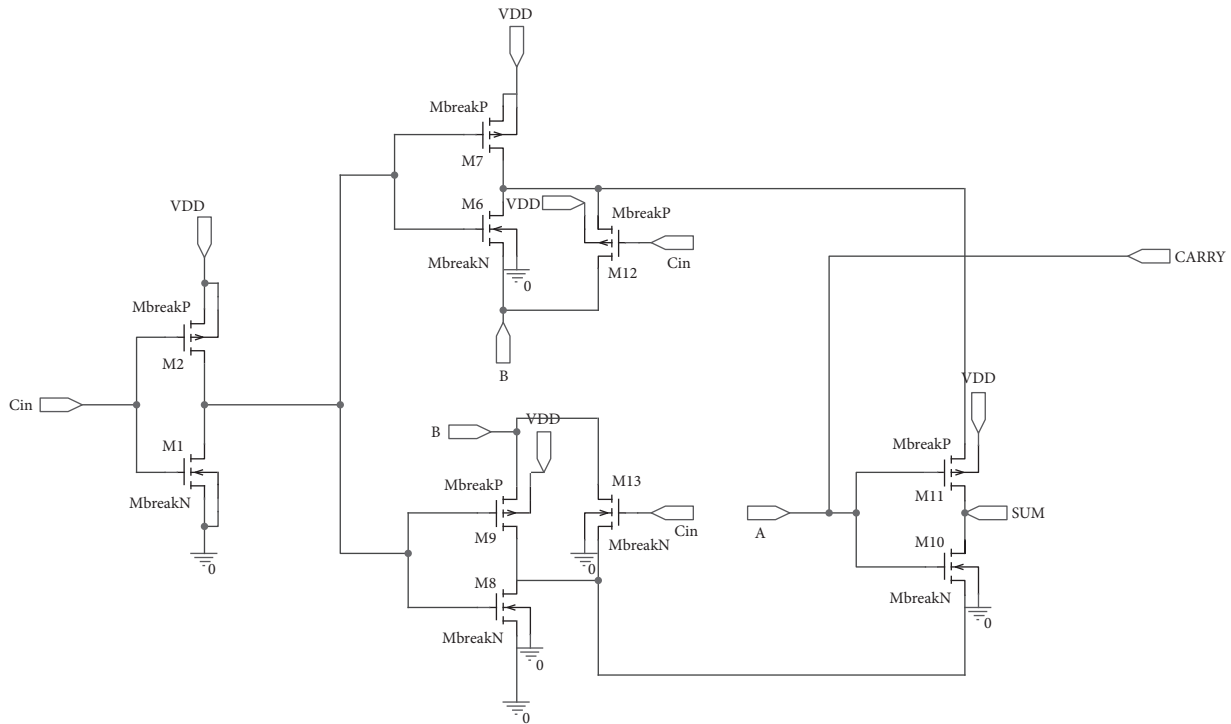 VDD
MbreakP
M7
VDD
M6
VDD
MbreakP
MbreakN
Cin
M12
0
CARRY
MbreakP
M2
B
VDD
Cin
B
VDD
M1
MbreakP
M13
MbreakP
M11
MbreakN
M9
Cin
A
SUM
0
MbreakN
M10
0
M8
MbreakN
MbreakN
0
0
0